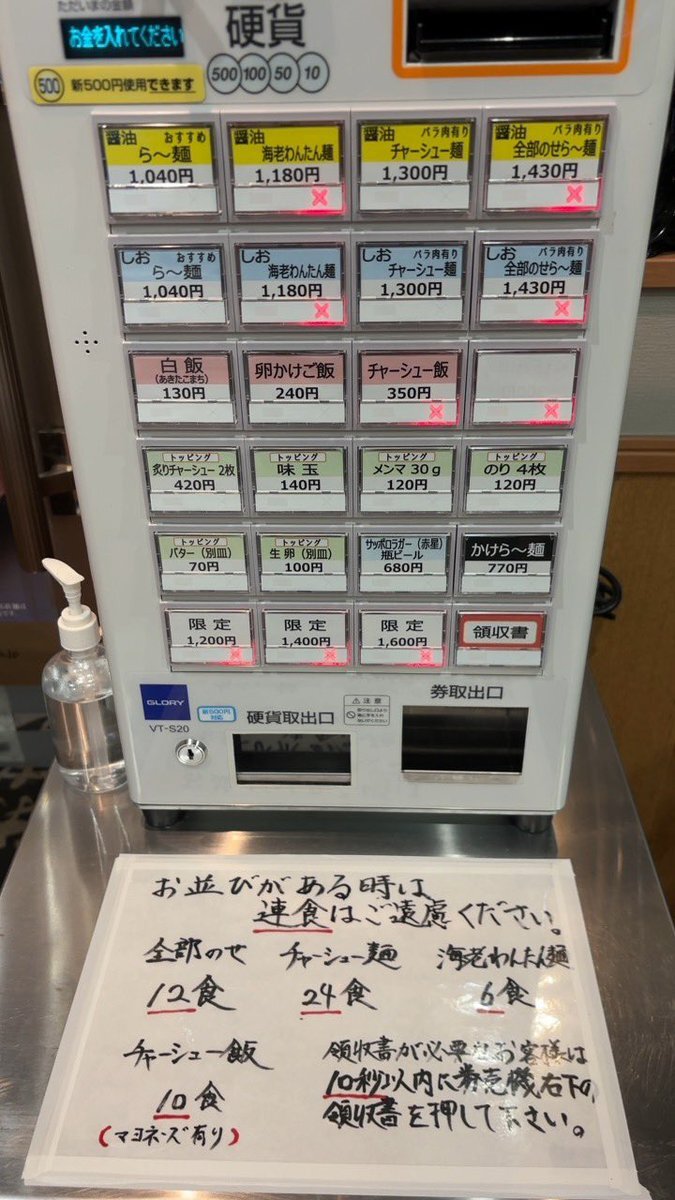 ただいまの金額
お金を入れてください
硬貨
500 100 50 10
500 新500円使用できます
醤油 おすすめ
ら〜麺
1,040円
醤油
海老わんたん麺
1,180円
醤油 バラ肉有り
チャーシュー麺
1,300円
醤油 バラ肉有り
全部のせら〜麺
1,430円
しお おすすめ
ら〜麺
1,040円
しお
海老わんたん麺
1,180円
しお バラ肉有り
チャーシュー麺
1,300円
しお バラ肉有り
全部のせら〜麺
1,430円
白飯
(あきたこまち)
130円
卵かけご飯
240円
チャーシュー飯
350円
トッピング
炙りチャーシュー 2枚
420円
トッピング
味玉
140円
トッピング
メンマ 30g
120円
トッピング
のり 4枚
120円
トッピング
バター(別皿)
70円
トッピング
生卵(別皿)
100円
サッポロラガー(赤星)
瓶ビール
680円
かけら〜麺
770円
限定
1,200円
限定
1,400円
限定
1,600円
領収書
GLORY
VT-S20
新500円
対応
硬貨取出口
注意
券取出口
お並びがある時は
連食はご遠慮ください。
全部のせ
12食
チャーシュー麺
24食
海老わんたん麺
6食
チャーシュー飯
10食
(マヨネーズ有り)
領収書が必要なお客様は
10秒以内に券売機右下の
領収書を押して下さい。